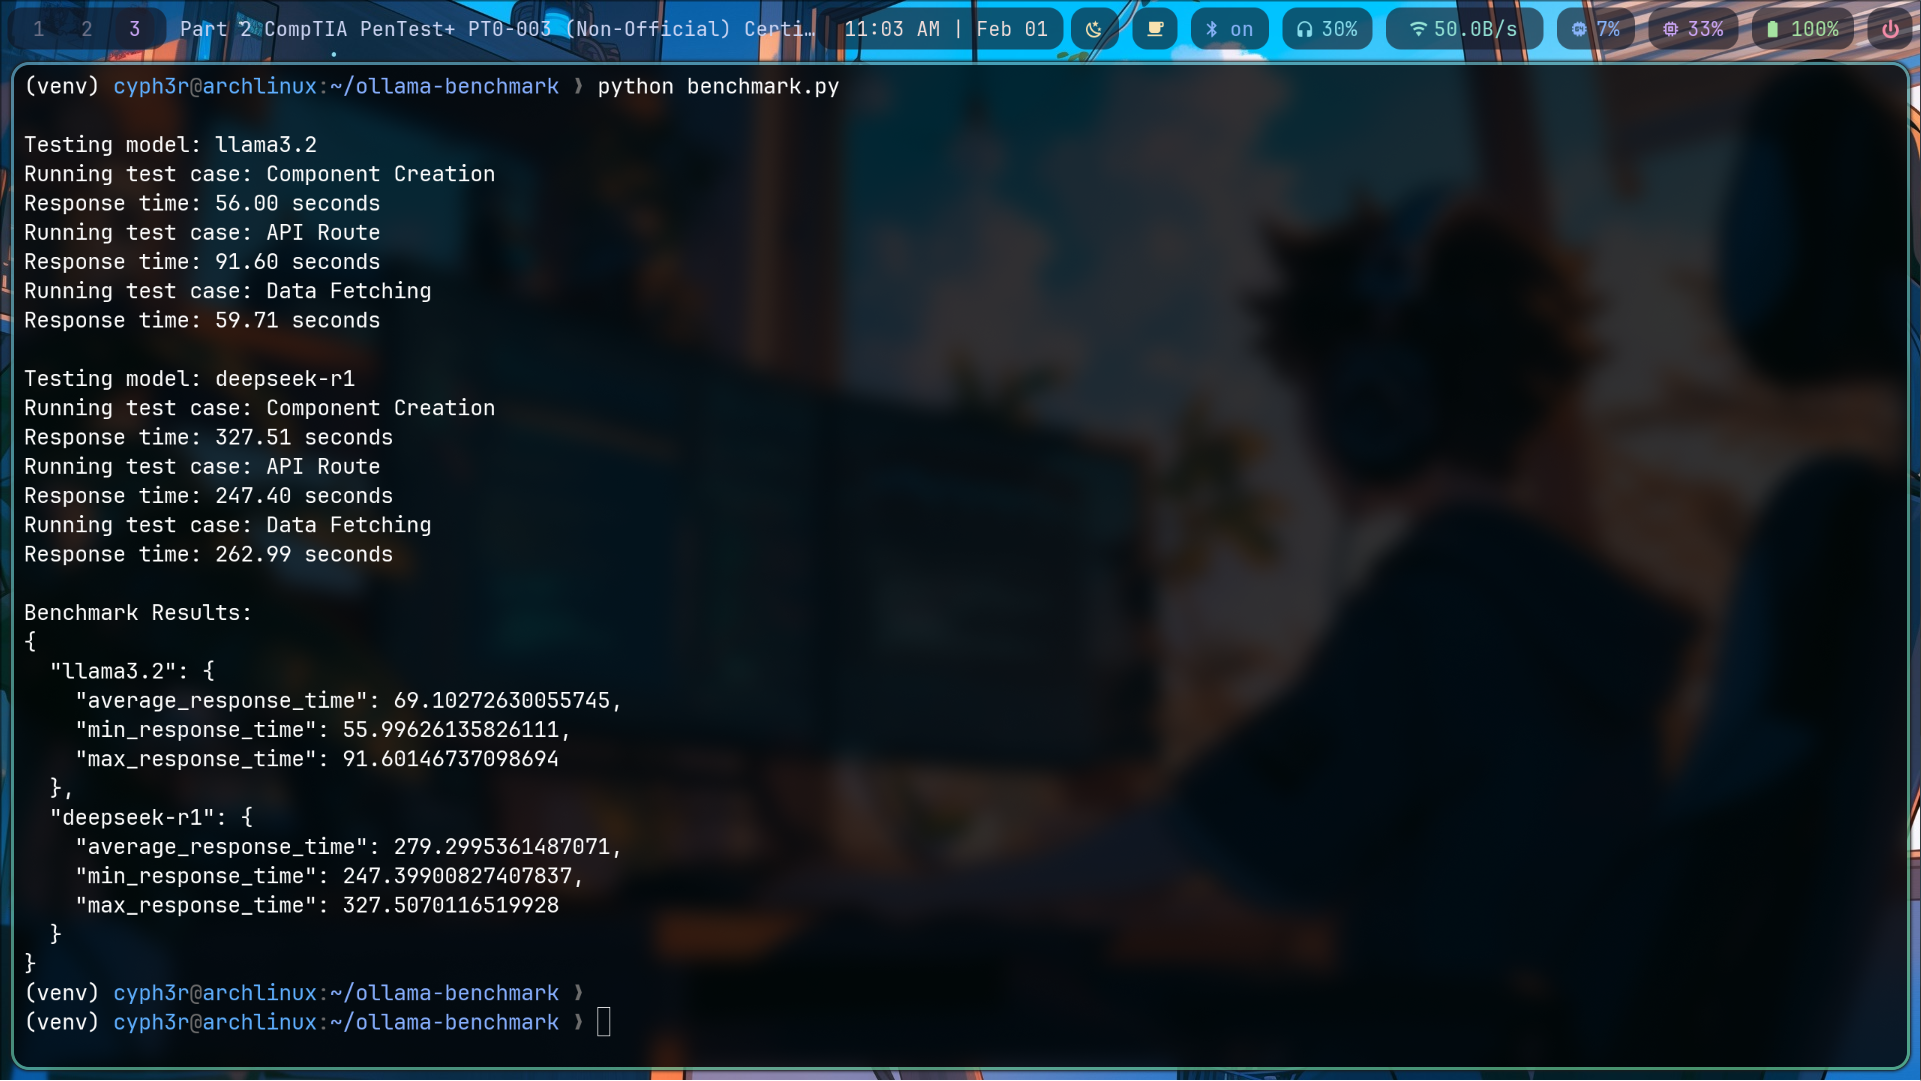 1 2 3 Part 2 CompTIA PenTest+ PT0-003 (Non-Official) Certi… 11:03 AM | Feb 01 on 30% 50.0B/s 7% 33% 100%
(venv) cyph3r@archlinux:~/ollama-benchmark ❭ python benchmark.py
Testing model: llama3.2
Running test case: Component Creation
Response time: 56.00 seconds
Running test case: API Route
Response time: 91.60 seconds
Running test case: Data Fetching
Response time: 59.71 seconds
Testing model: deepseek-r1
Running test case: Component Creation
Response time: 327.51 seconds
Running test case: API Route
Response time: 247.40 seconds
Running test case: Data Fetching
Response time: 262.99 seconds
Benchmark Results:
{
  "llama3.2": {
    "average_response_time": 69.10272630055745,
    "min_response_time": 55.99626135826111,
    "max_response_time": 91.60146737098694
  },
  "deepseek-r1": {
    "average_response_time": 279.2995361487071,
    "min_response_time": 247.39900827407837,
    "max_response_time": 327.5070116519928
  }
}
(venv) cyph3r@archlinux:~/ollama-benchmark ❭
(venv) cyph3r@archlinux:~/ollama-benchmark ❭